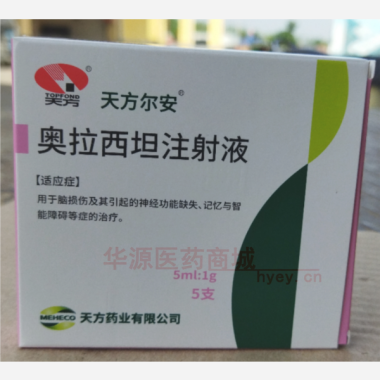 TOPFOND
天方
天方尔安®
奥拉西坦注射液
【适应症】
用于脑损伤及其引起的神经功能缺失、记忆与智
能障碍等症的治疗。
华源医药商城
5ml:1g
hyey.cn
5支
MEHECO 天方药业有限公司